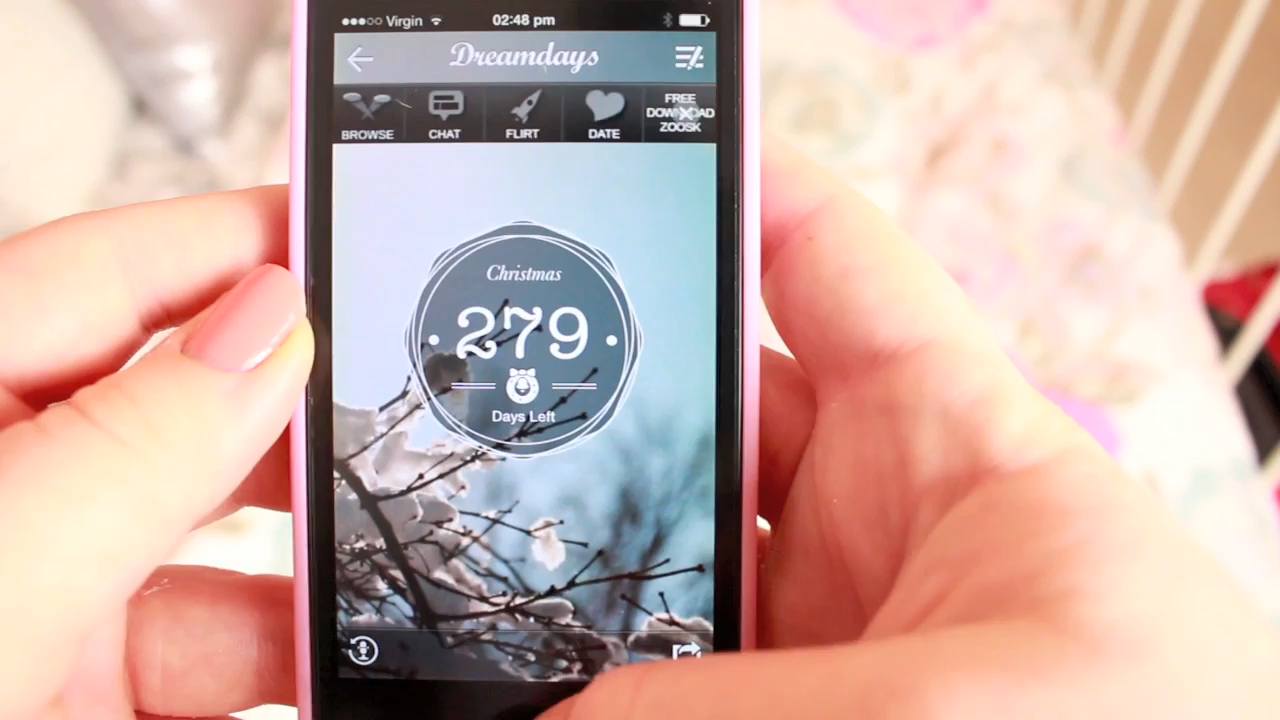 Virgin 02:48 pm
Dreamdays
BROWSE CHAT FLIRT DATE FREE DOWNLOAD ZOOSK
Christmas
279
Days Left